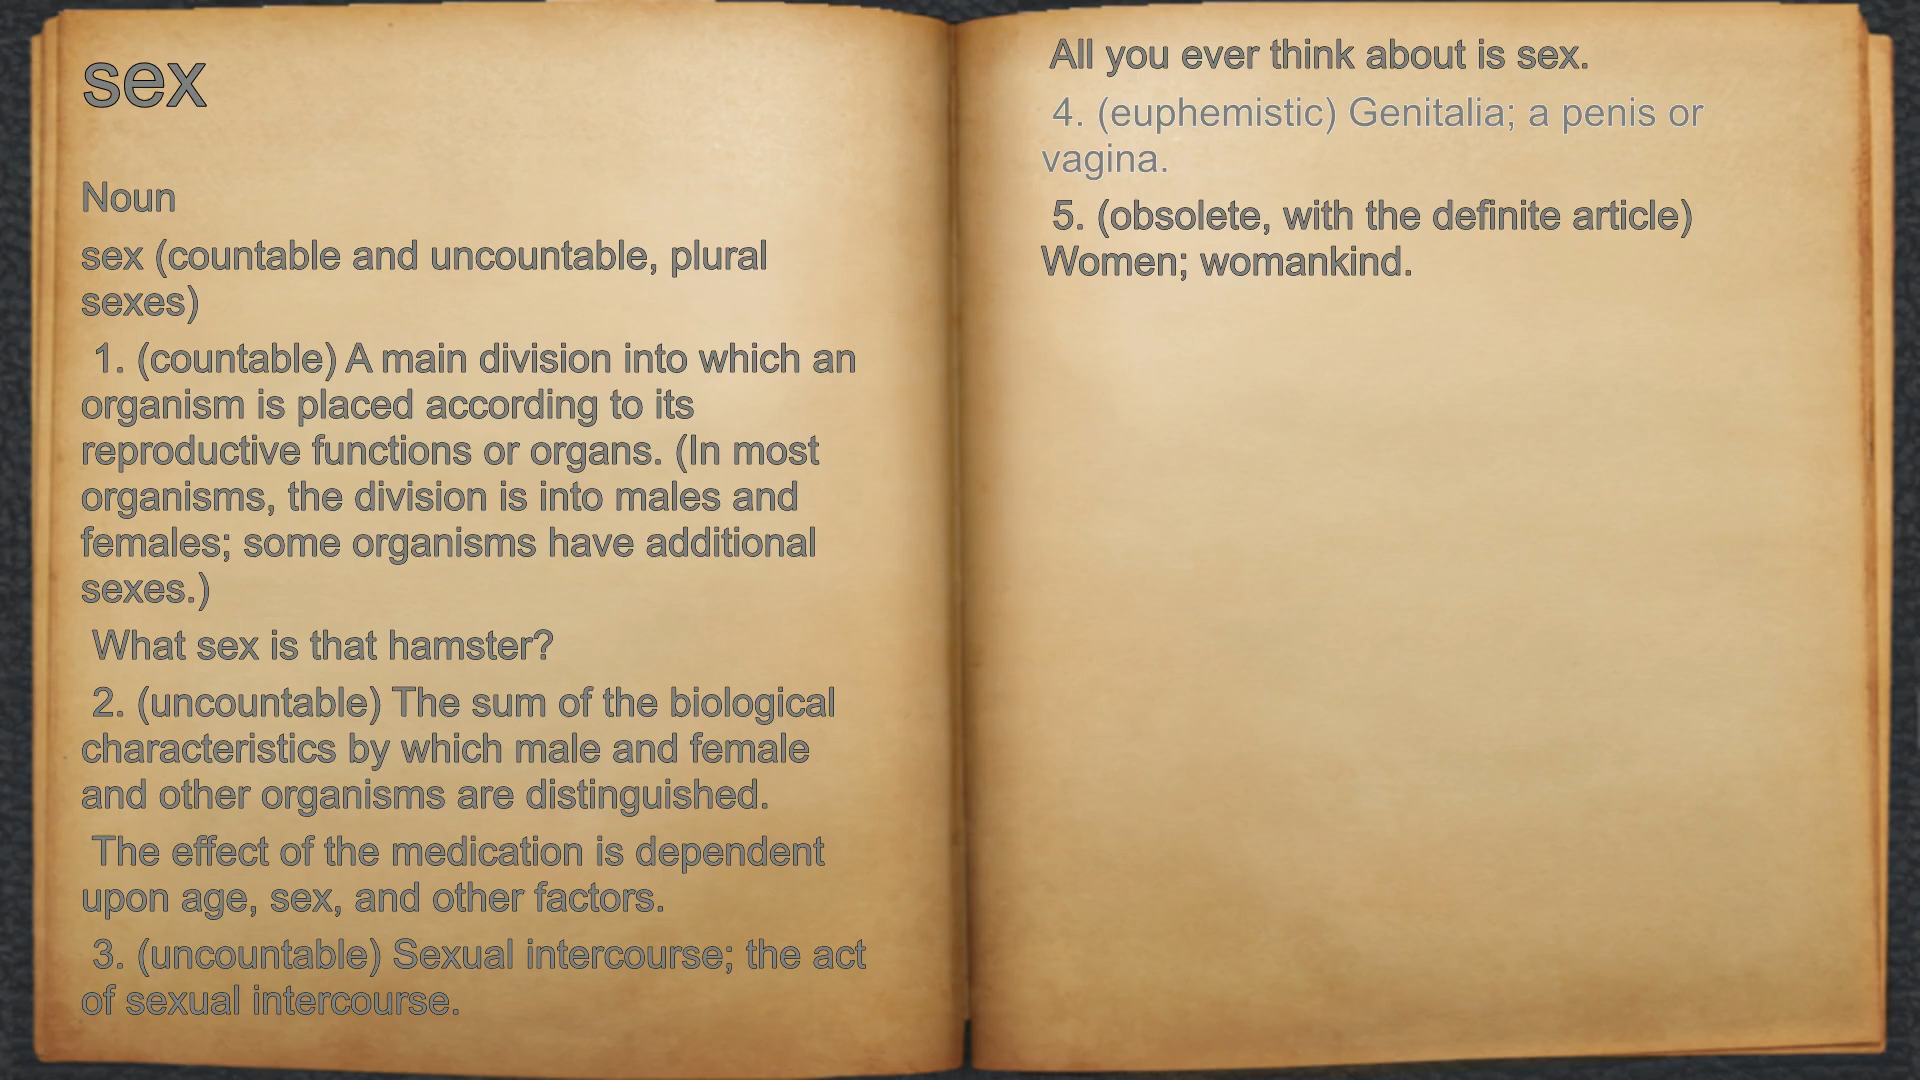 sex
Noun
sex (countable and uncountable, plural
sexes)
1. (countable) A main division into which an
organism is placed according to its
reproductive functions or organs. (In most
organisms, the division is into males and
females; some organisms have additional
sexes.)
What sex is that hamster?
2. (uncountable) The sum of the biological
characteristics by which male and female
and other organisms are distinguished.
The effect of the medication is dependent
upon age, sex, and other factors.
3. (uncountable) Sexual intercourse; the act
of sexual intercourse.
All you ever think about is sex.
4. (euphemistic) Genitalia; a penis or
vagina.
5. (obsolete, with the definite article)
Women; womankind.